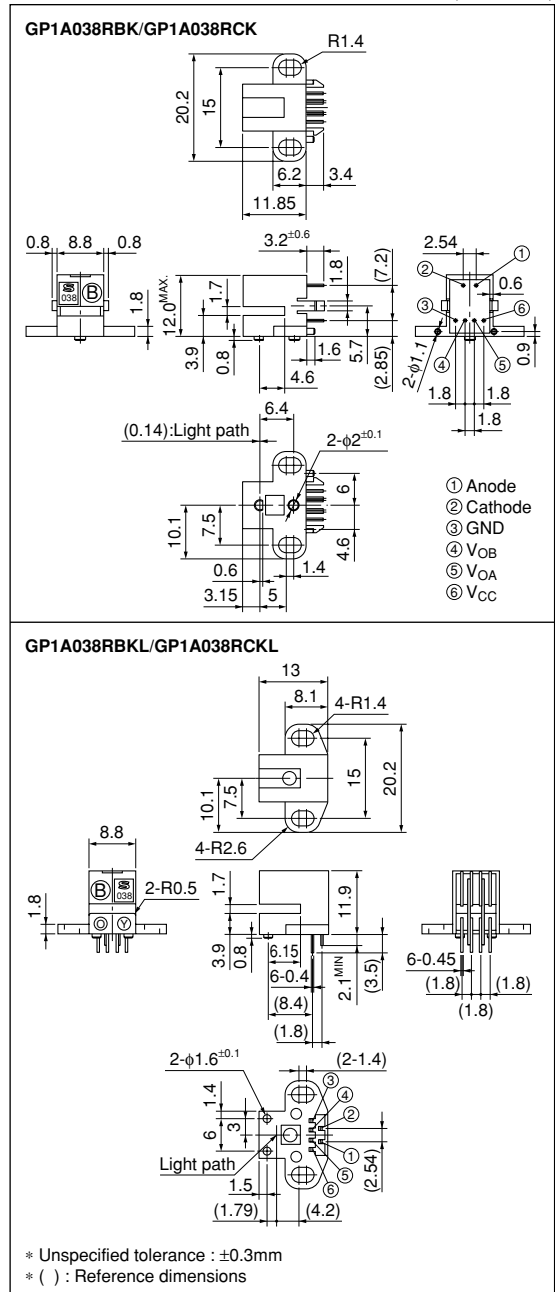 GP1A038RBK/GP1A038RCK
R1.4
20.2
15
6.2
3.4
11.85
0.8
8.8
0.8
S
038
B
1.8
3.2±0.6
12.0MAX.
1.7
1.8
(7.2)
3.9
0.8
1.6
5.7
(2.85)
4.6
2.54
①
②
0.6
③
⑥
2-φ1.1
④
⑤
0.9
1.8
1.8
1.8
6.4
(0.14):Light path
2-φ2±0.1
10.1
7.5
6
4.6
0.6
1.4
3.15
5
① Anode
② Cathode
③ GND
④ VOB
⑤ VOA
⑥ VCC
GP1A038RBKL/GP1A038RCKL
13
8.1
4-R1.4
10.1
7.5
15
20.2
4-R2.6
8.8
B
S
038
2-R0.5
O
Y
1.8
1.7
11.9
3.9
0.8
6.15
6-0.4
2.1MIN
(3.5)
(8.4)
(1.8)
6-0.45
(1.8)
(1.8)
(1.8)
2-φ1.6±0.1
(2-1.4)
③
④
②
1.4
6
3
Light path
①
⑤
⑥
(2.54)
1.5
(1.79)
(4.2)
* Unspecified tolerance : ±0.3mm
* ( ) : Reference dimensions